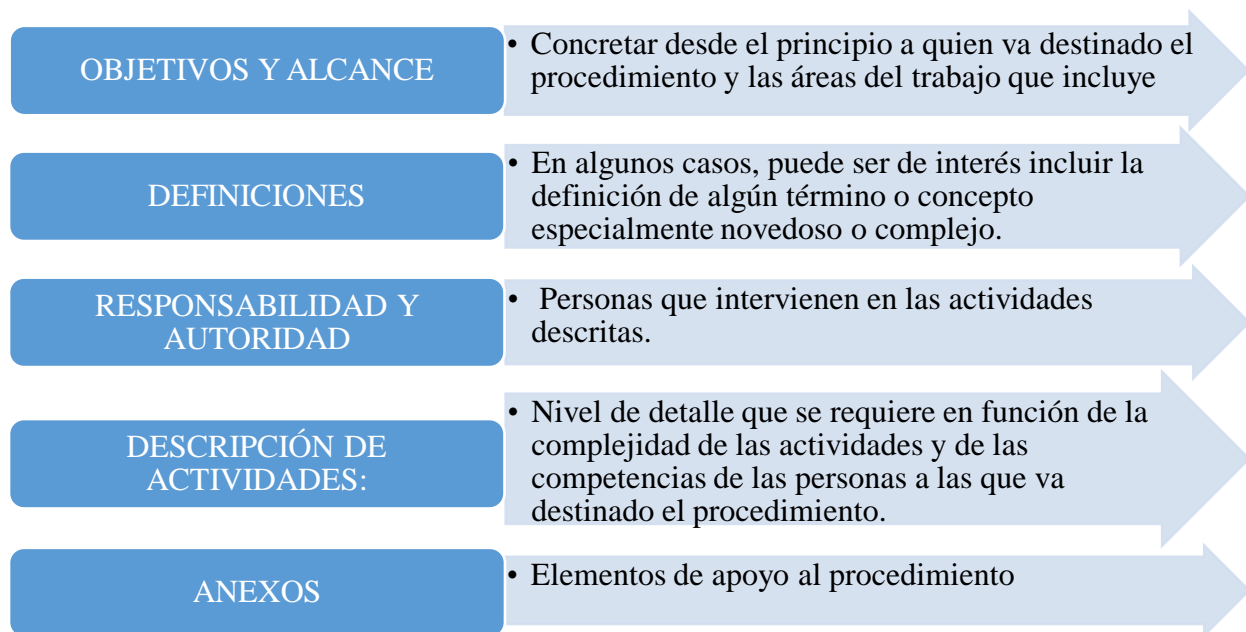 OBJETIVOS Y ALCANCE
• Concretar desde el principio a quien va destinado el
procedimiento y las áreas del trabajo que incluye
DEFINICIONES
• En algunos casos, puede ser de interés incluir la
definición de algún término o concepto
especialmente novedoso o complejo.
RESPONSABILIDAD Y
AUTORIDAD
• Personas que intervienen en las actividades
descritas.
DESCRIPCIÓN DE
ACTIVIDADES:
• Nivel de detalle que se requiere en función de la
complejidad de las actividades y de las
competencias de las personas a las que va
destinado el procedimiento.
ANEXOS
• Elementos de apoyo al procedimiento